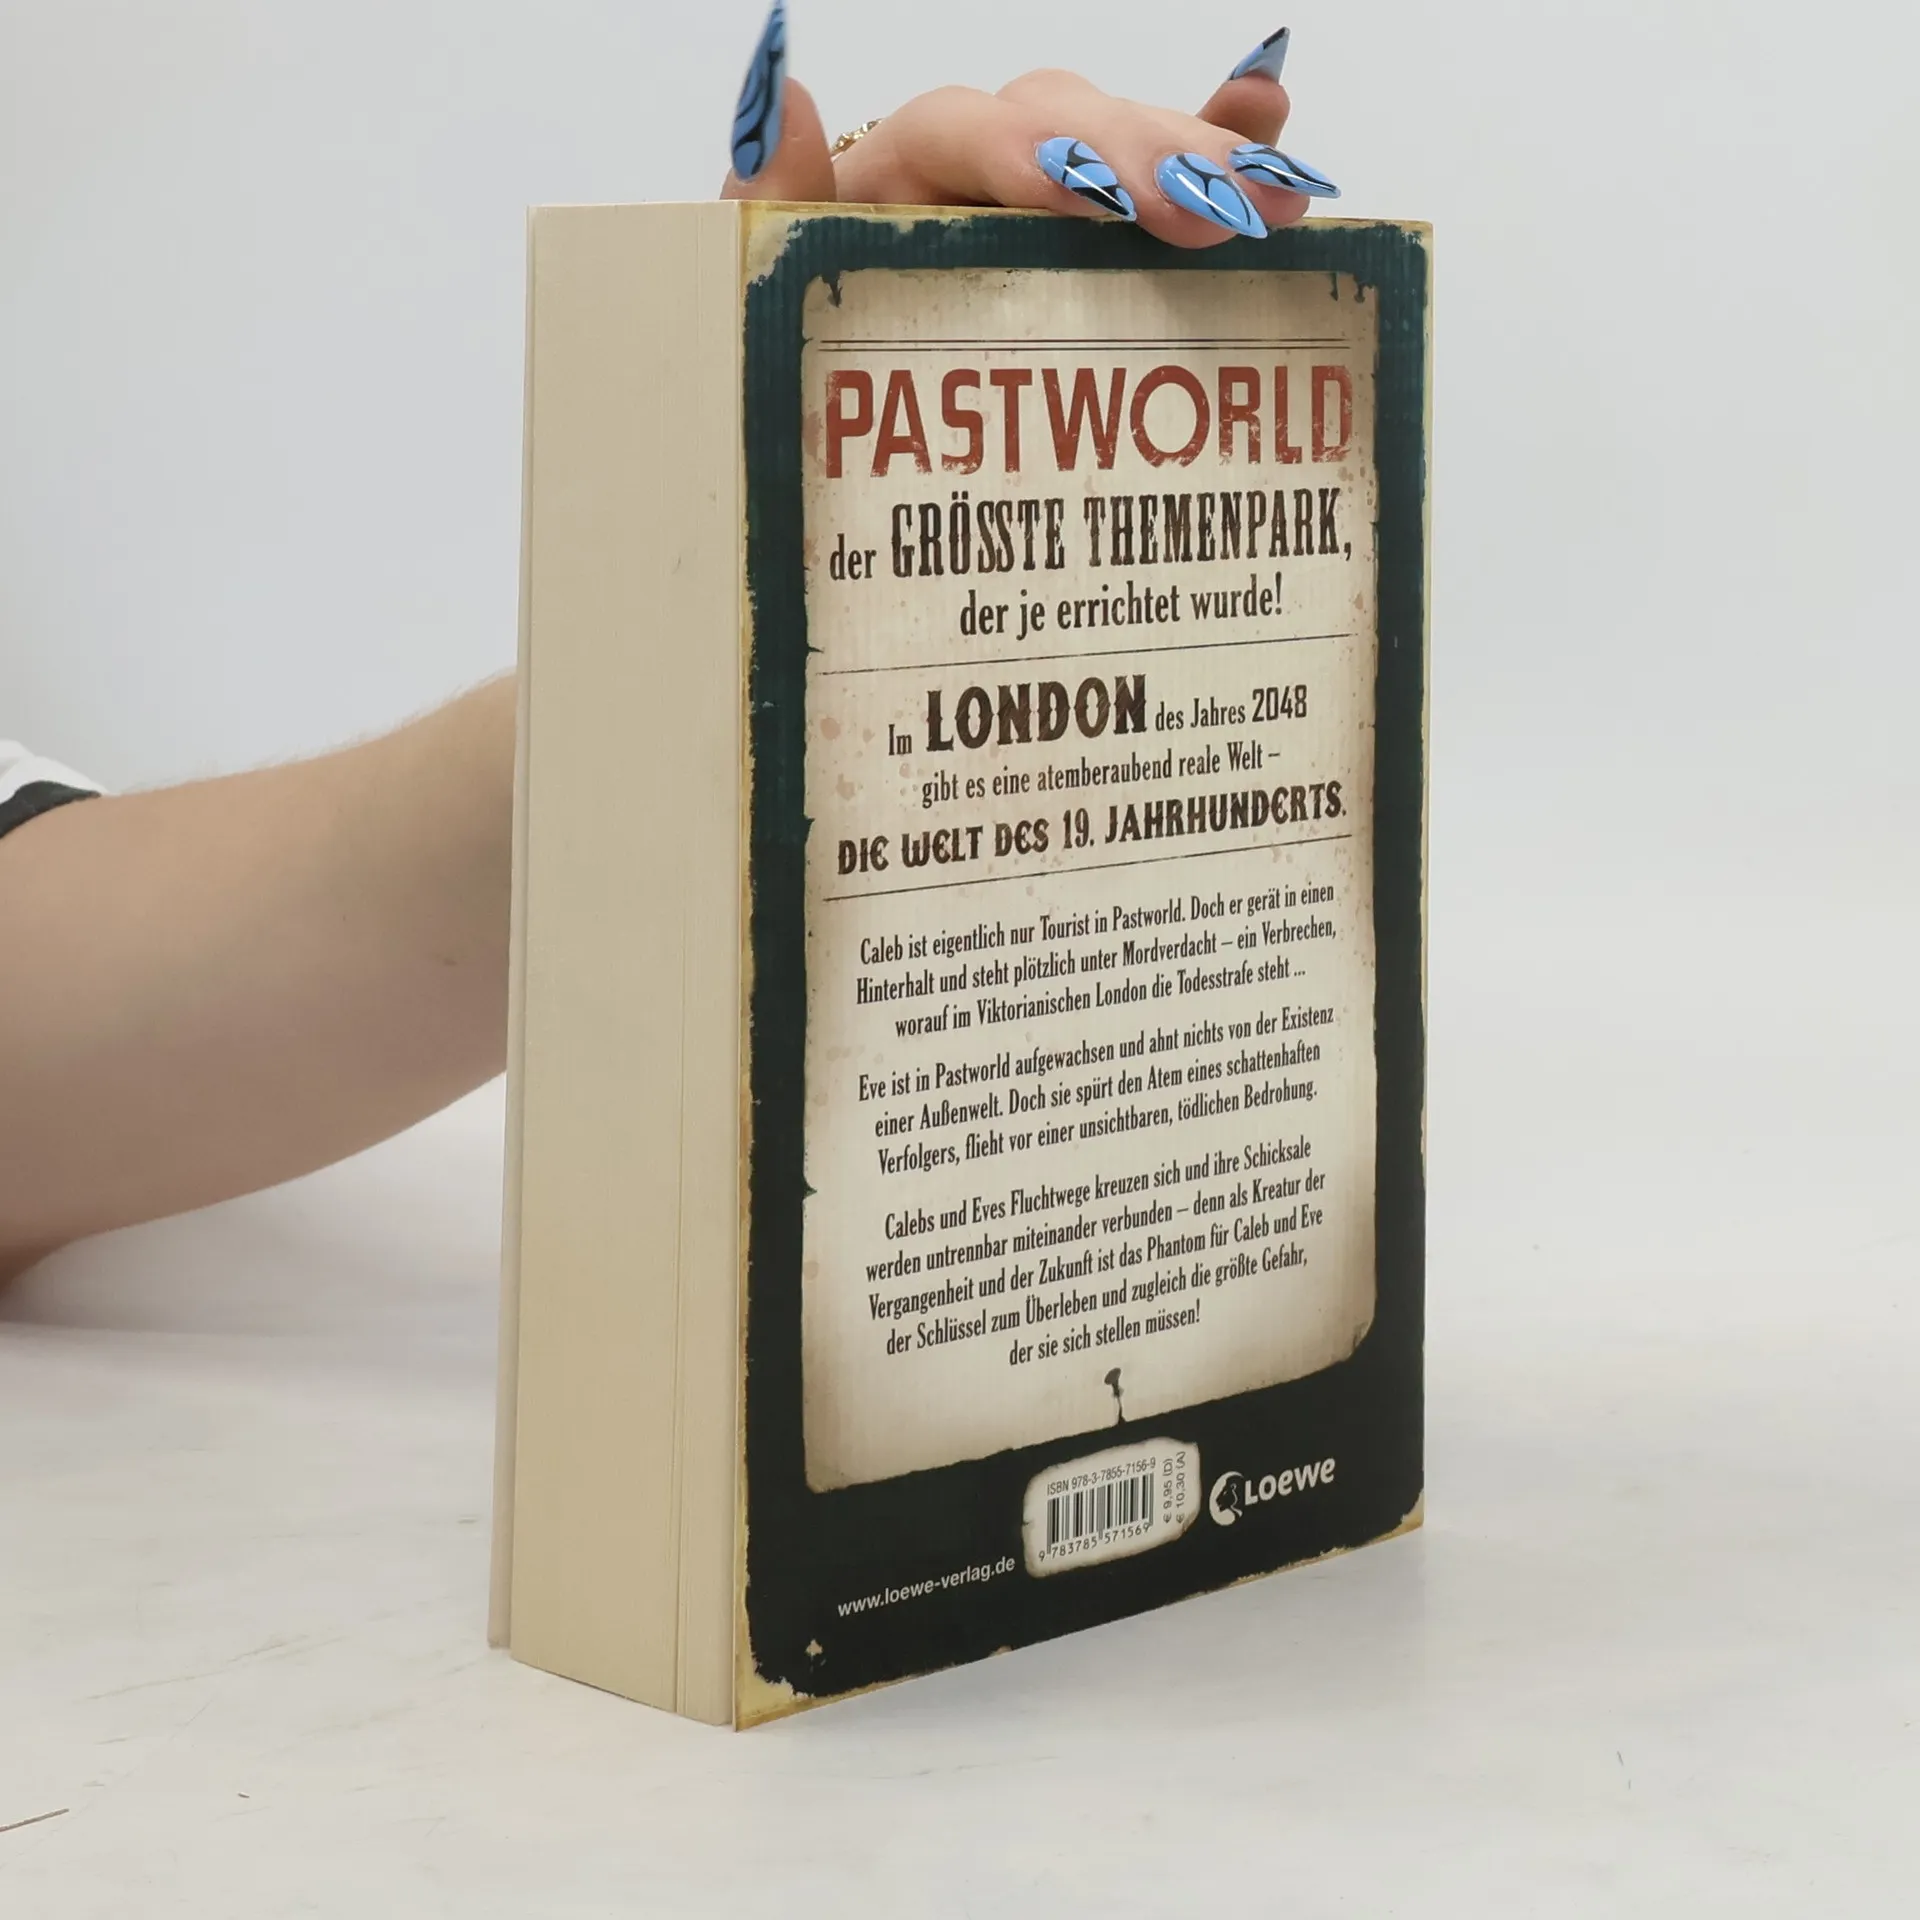 PASTWORLD
der GRÖSSTE THEMENPARK,
der je errichtet wurde!
Im LONDON des Jahres 2048
gibt es eine atemberaubend reale Welt –
DIE WELT DES 19. JAHRHUNDERTS.
Caleb ist eigentlich nur Tourist in Pastworld. Doch er gerät in einen
Hinterhalt und steht plötzlich unter Mordverdacht – ein Verbrechen,
worauf im Viktorianischen London die Todesstrafe steht ...
Eve ist in Pastworld aufgewachsen und ahnt nichts von der Existenz
einer Außenwelt. Doch sie spürt den Atem eines schattenhaften
Verfolgers, flieht vor einer unsichtbaren, tödlichen Bedrohung.
Calebs und Eves Fluchtwege kreuzen sich und ihre Schicksale
werden untrennbar miteinander verbunden – denn als Kreatur der
Vergangenheit und der Zukunft ist das Phantom für Caleb und Eve
der Schlüssel zum Überleben und zugleich die größte Gefahr,
der sie sich stellen müssen!
ISBN 978-3-7855-7156-9
9 783785 571569
€ 9,95 (D)
€ 10,30 (A)
LOEWE
www.loewe-verlag.de